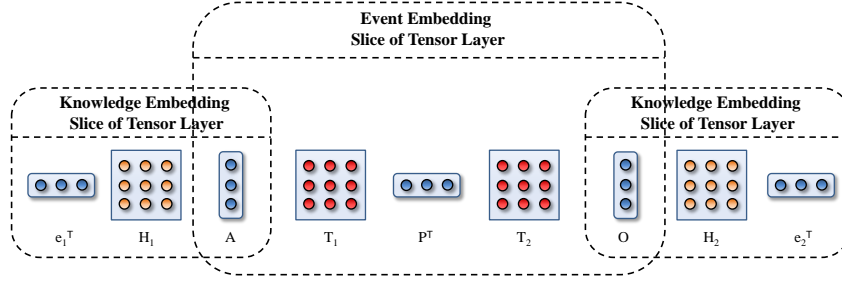 Event Embedding
Slice of Tensor Layer
Knowledge Embedding
Slice of Tensor Layer
Knowledge Embedding
Slice of Tensor Layer
e₁ᵀ H₁ A T₁ Pᵀ T₂ O H₂ e₂ᵀ